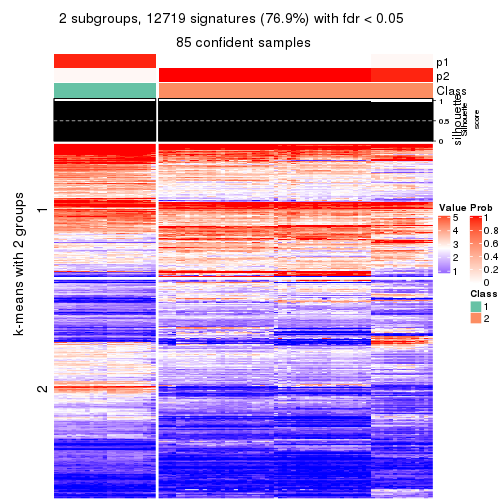 2 subgroups, 12719 signatures (76.9%) with fdr < 0.05
85 confident samples
p1
p2
Class
1
0.5
0
silhouette
Silhouette
score
k-means with 2 groups
1
2
Value
5
4
3
2
1
Prob
1
0.8
0.6
0.4
0.2
0
Class
1
2